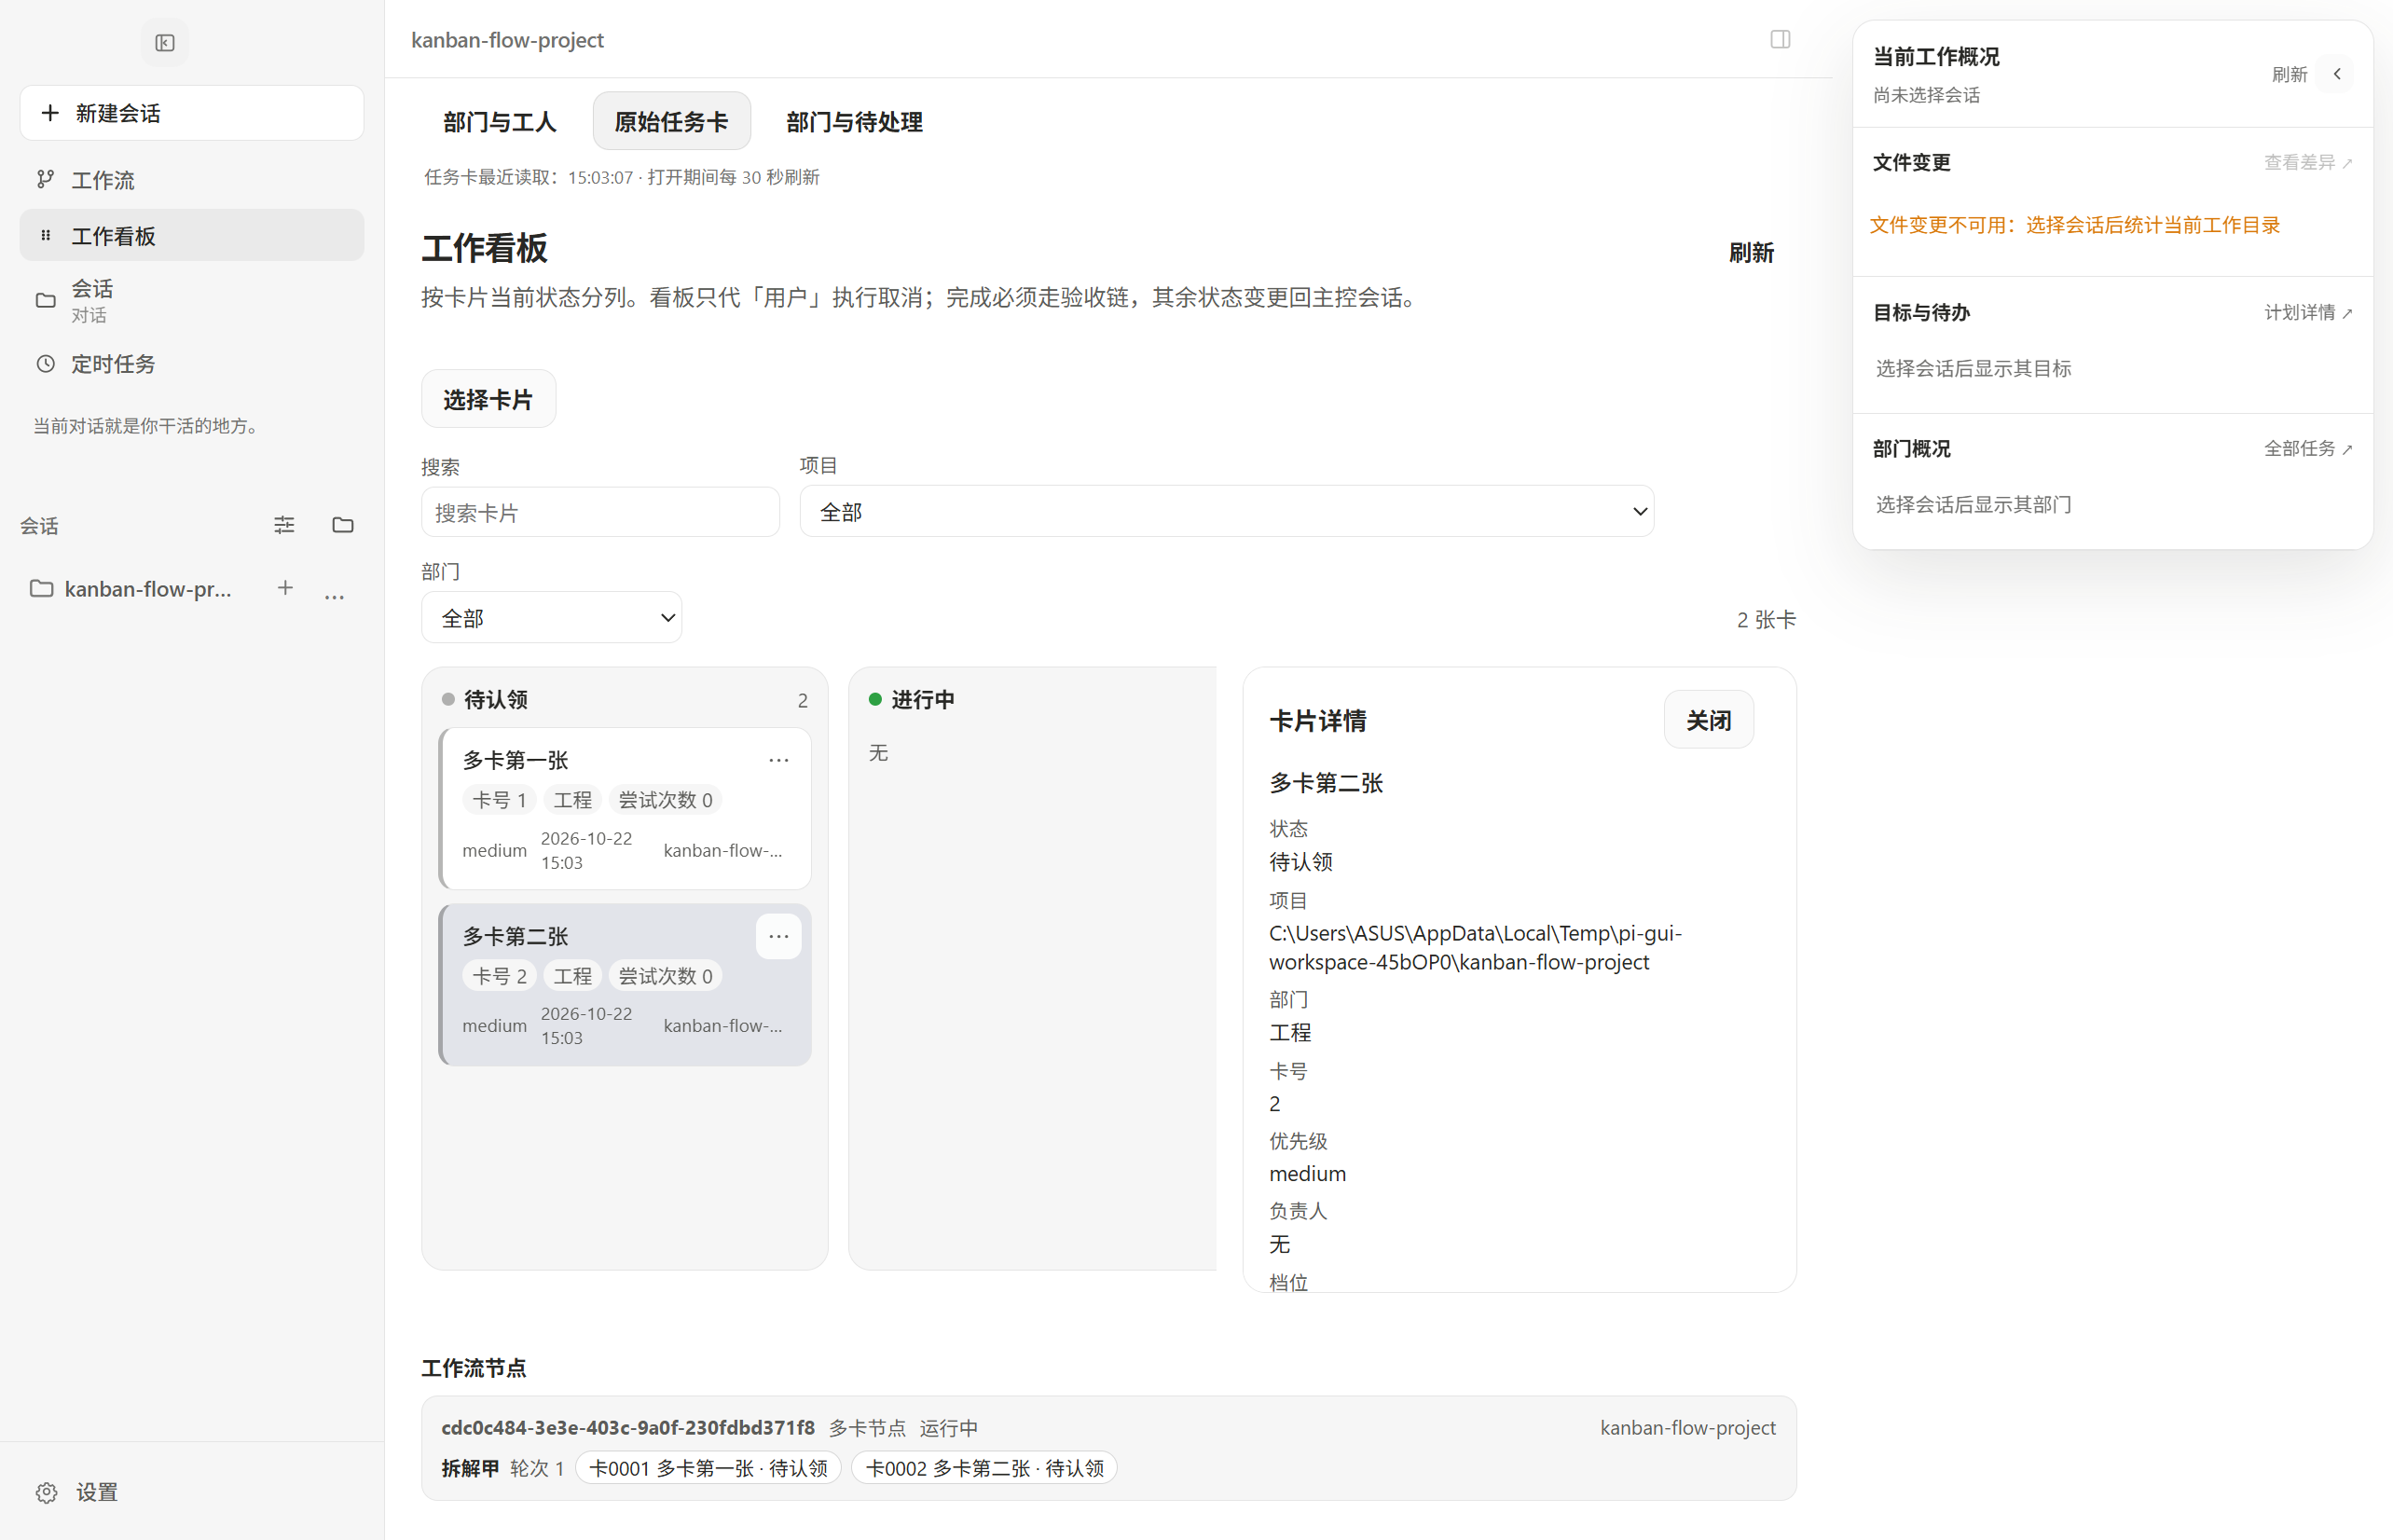 新建会话
工作流
工作看板
会话
对话
定时任务
当前对话就是你干活的地方。
会话
kanban-flow-pr...
设置
kanban-flow-project
部门与工人
原始任务卡
部门与待处理
任务卡最近读取：15:03:07 · 打开期间每 30 秒刷新
工作看板
刷新
按卡片当前状态分列。看板只代「用户」执行取消；完成必须走验收链，其余状态变更回主控会话。
选择卡片
搜索
搜索卡片
项目
全部
部门
全部
2 张卡
待认领
2
多卡第一张
卡号 1
工程
尝试次数 0
medium
2026-10-22
15:03
kanban-flow-...
多卡第二张
卡号 2
工程
尝试次数 0
medium
2026-10-22
15:03
kanban-flow-...
进行中
无
卡片详情
关闭
多卡第二张
状态
待认领
项目
C:\Users\ASUS\AppData\Local\Temp\pi-gui-
workspace-45bOP0\kanban-flow-project
部门
工程
卡号
2
优先级
medium
负责人
无
档位
工作流节点
cdc0c484-3e3e-403c-9a0f-230fdbd371f8 多卡节点 运行中
kanban-flow-project
拆解甲 轮次 1 卡0001 多卡第一张 · 待认领 卡0002 多卡第二张 · 待认领
当前工作概况
尚未选择会话
刷新
文件变更
查看差异 ↗
文件变更不可用：选择会话后统计当前工作目录
目标与待办
计划详情 ↗
选择会话后显示其目标
部门概况
全部任务 ↗
选择会话后显示其部门